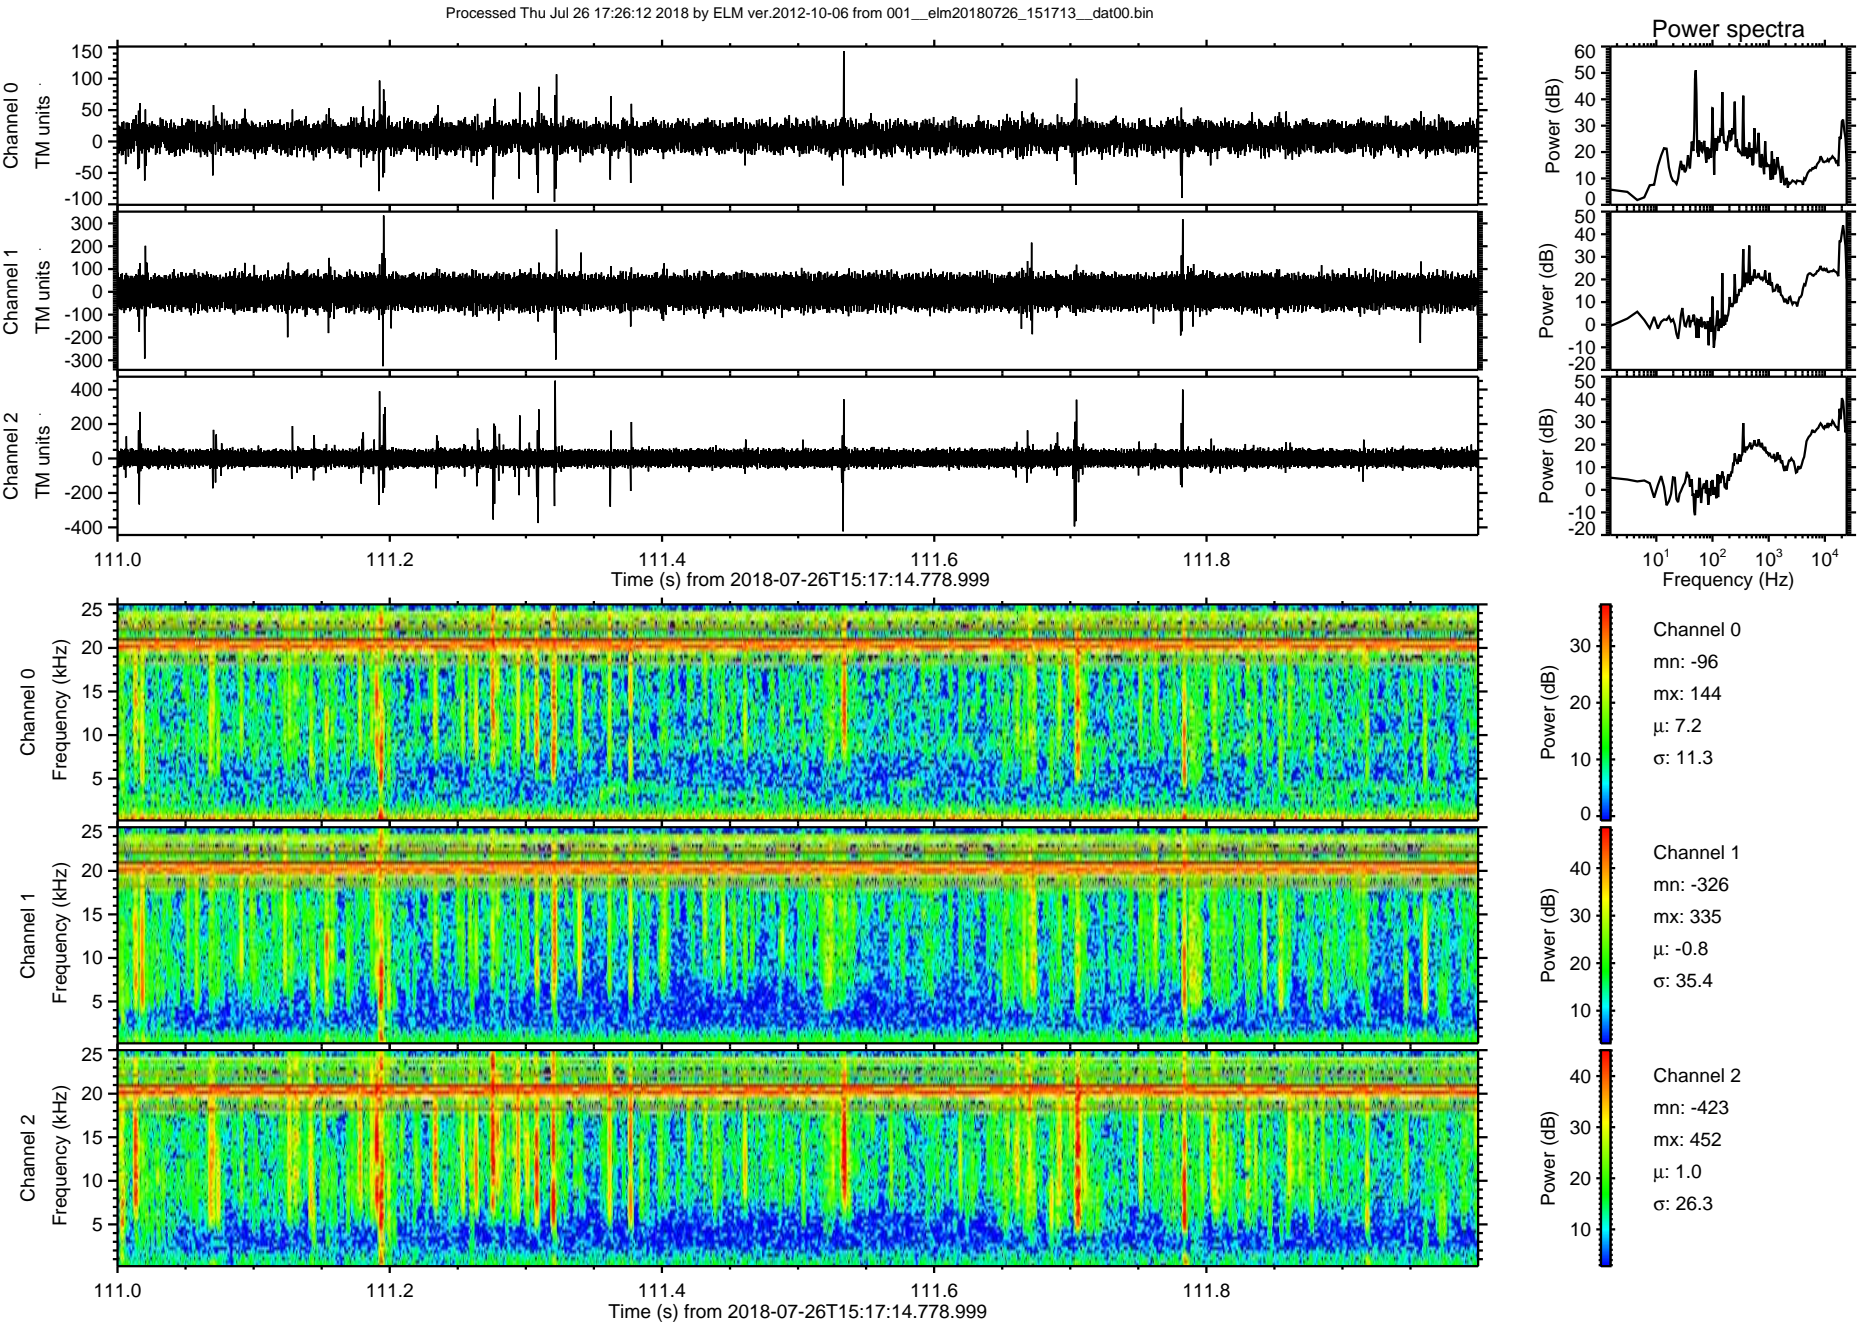 Processed Thu Jul 26 17:26:12 2018 by ELM ver.2012-10-06 from 001__elm20180726_151713__dat00.bin
Power spectra
Channel 0
TM units
150
100
50
0
-50
-100
Power (dB)
60
50
40
30
20
10
0
Channel 1
TM units
300
200
100
0
-100
-200
-300
Power (dB)
50
40
30
20
10
0
-10
-20
Channel 2
TM units
400
200
0
-200
-400
Power (dB)
50
40
30
20
10
0
-10
-20
111.0 111.2 111.4 111.6 111.8
Time (s) from 2018-07-26T15:17:14.778.999
10¹ 10² 10³ 10⁴
Frequency (Hz)
Channel 0
Frequency (kHz)
25
20
15
10
5
Power (dB)
30
20
10
0
Channel 0
mn: -96
mx: 144
μ: 7.2
σ: 11.3
Channel 1
Frequency (kHz)
25
20
15
10
5
Power (dB)
40
30
20
10
Channel 1
mn: -326
mx: 335
μ: -0.8
σ: 35.4
Channel 2
Frequency (kHz)
25
20
15
10
5
Power (dB)
40
30
20
10
Channel 2
mn: -423
mx: 452
μ: 1.0
σ: 26.3
111.0 111.2 111.4 111.6 111.8
Time (s) from 2018-07-26T15:17:14.778.999